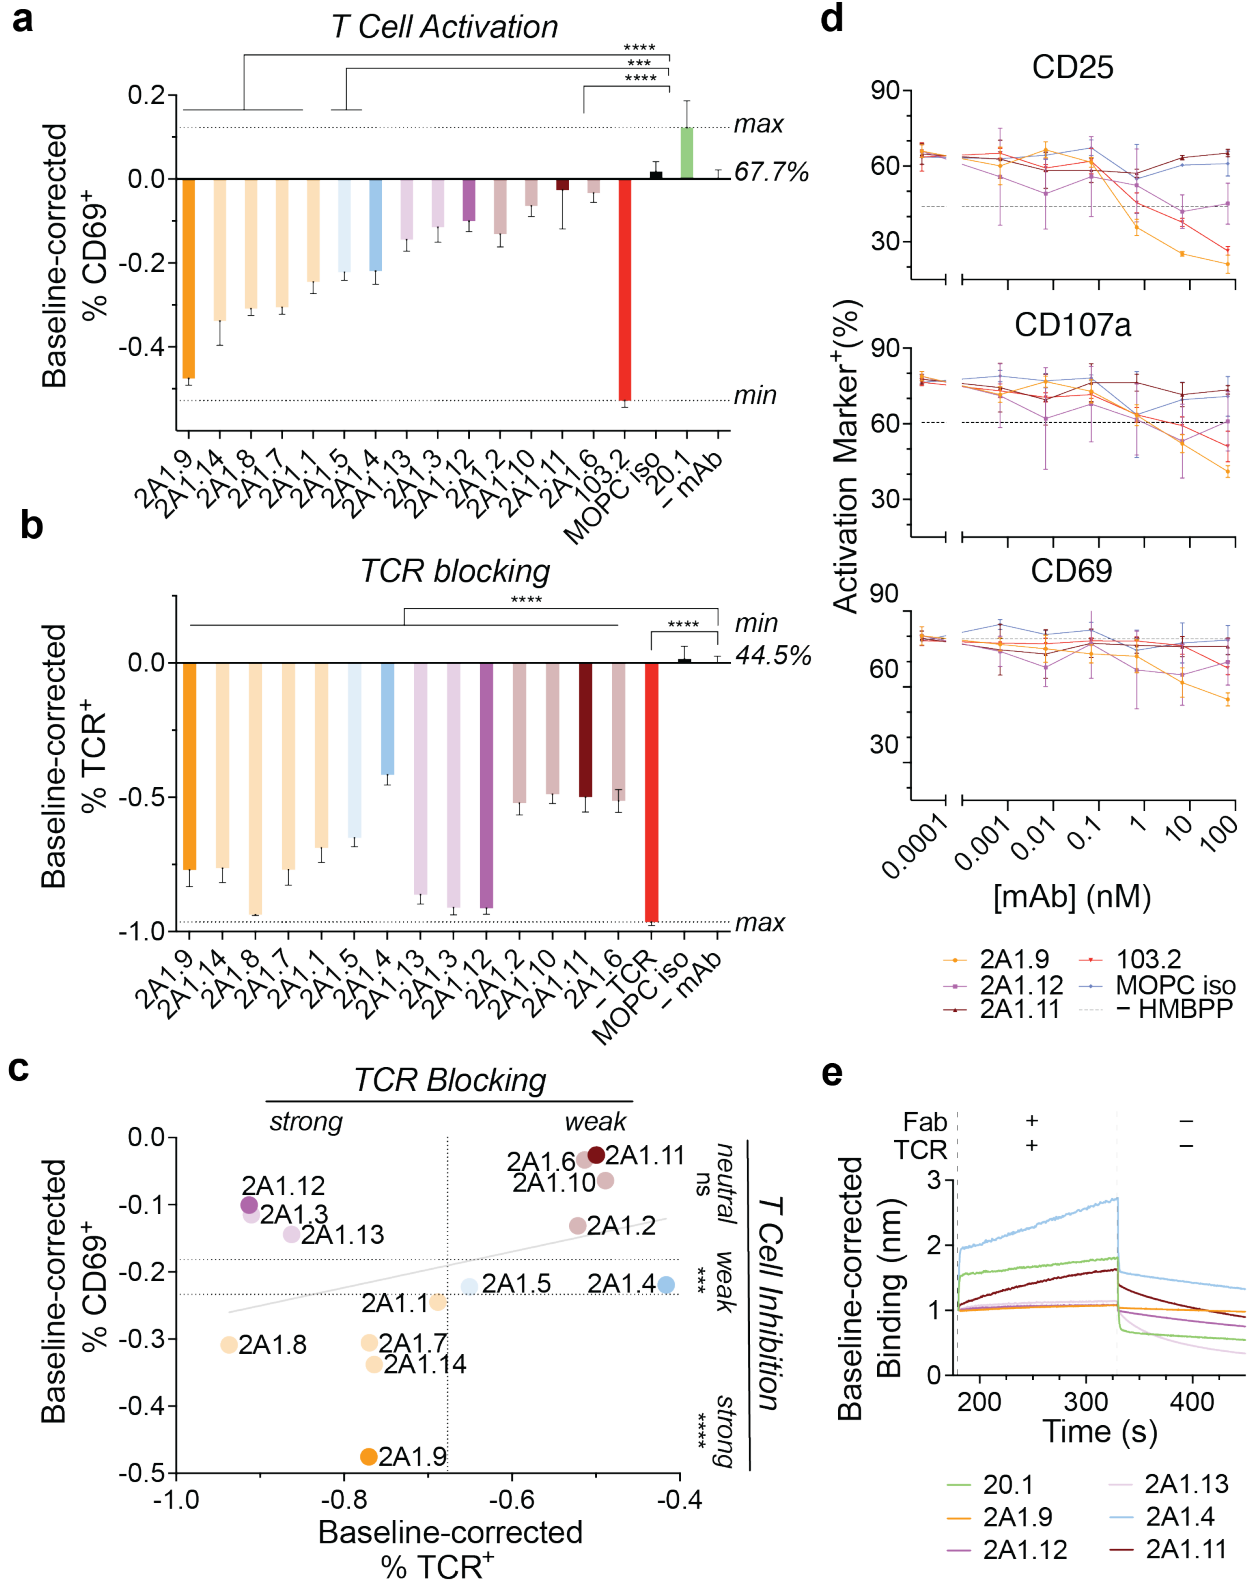 a
T Cell Activation
****
***
****
0.2
0.0
-0.2
-0.4
Baseline-corrected
% CD69+
max
67.7%
min
2A1.9
2A1.14
2A1.8
2A1.7
2A1.1
2A1.5
2A1.4
2A1.13
2A1.3
2A1.12
2A1.2
2A1.10
2A1.11
2A1.6
103.2
MOPC iso
20.1
– mAb
b
TCR blocking
****
****
0.0
-0.5
-1.0
Baseline-corrected
% TCR+
min
44.5%
max
2A1.9
2A1.14
2A1.8
2A1.7
2A1.1
2A1.5
2A1.4
2A1.13
2A1.3
2A1.12
2A1.2
2A1.10
2A1.11
2A1.6
– TCR
MOPC iso
– mAb
c
TCR Blocking
strong weak
0.0
-0.1
-0.2
-0.3
-0.4
-0.5
Baseline-corrected
% CD69+
2A1.6
2A1.11
2A1.10
2A1.12
2A1.3
2A1.13
2A1.2
2A1.5
2A1.4
2A1.1
2A1.8
2A1.7
2A1.14
2A1.9
neutral
ns
weak
***
strong
****
T Cell Inhibition
-1.0 -0.8 -0.6 -0.4
Baseline-corrected
% TCR+
d
CD25
90
60
30
CD107a
90
60
30
CD69
90
60
30
Activation Marker+(%)
0.0001
0.001
0.01
0.1
1
10
100
[mAb] (nM)
2A1.9
2A1.12
2A1.11
103.2
MOPC iso
– HMBPP
e
Fab + –
TCR + –
3
2
1
0
Baseline-corrected
Binding (nm)
200 300 400
Time (s)
20.1
2A1.9
2A1.12
2A1.13
2A1.4
2A1.11